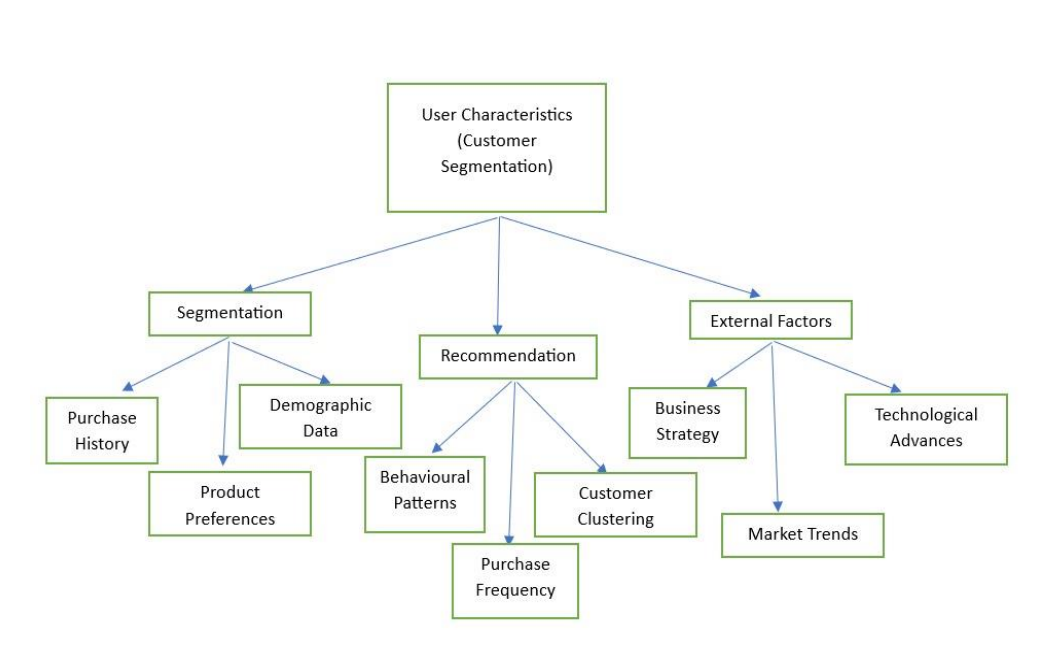 User Characteristics
(Customer
Segmentation)
Segmentation
Recommendation
External Factors
Purchase
History
Product
Preferences
Demographic
Data
Behavioural
Patterns
Purchase
Frequency
Customer
Clustering
Business
Strategy
Market Trends
Technological
Advances